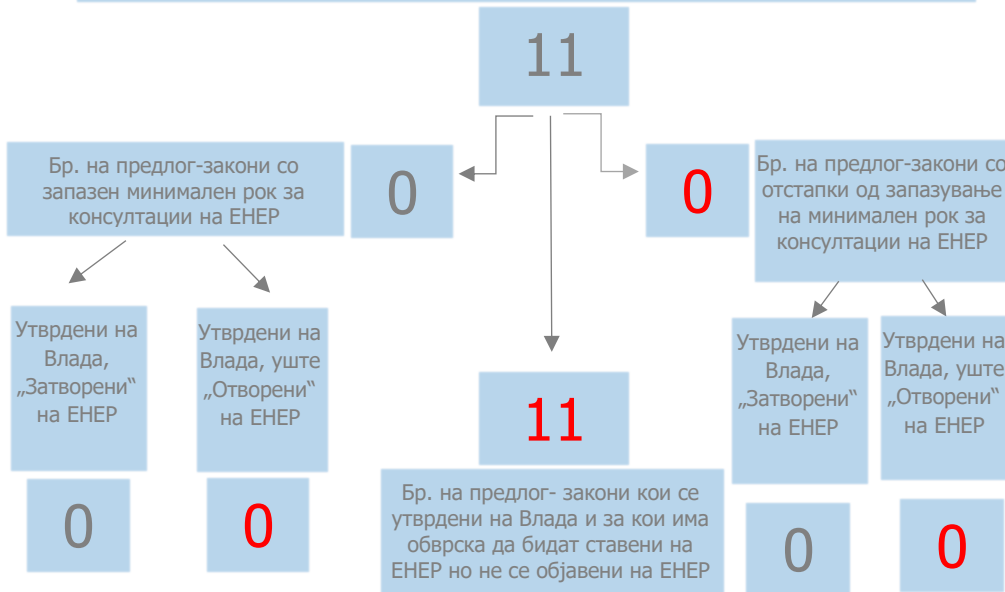 11
Бр. на предлог-закони со
запазен минимален рок за
консултации на ЕНЕР
0
0
Бр. на предлог-закони со
отстапки од запазување
на минимален рок за
консултации на ЕНЕР
Утврдени на
Влада,
„Затворени“
на ЕНЕР
Утврдени на
Влада, уште
„Отворени“
на ЕНЕР
11
Утврдени на
Влада,
„Затворени“
на ЕНЕР
Утврдени на
Влада, уште
„Отворени“
на ЕНЕР
0
0
Бр. на предлог- закони кои се
утврдени на Влада и за кои има
обврска да бидат ставени на
ЕНЕР но не се објавени на ЕНЕР
0
0